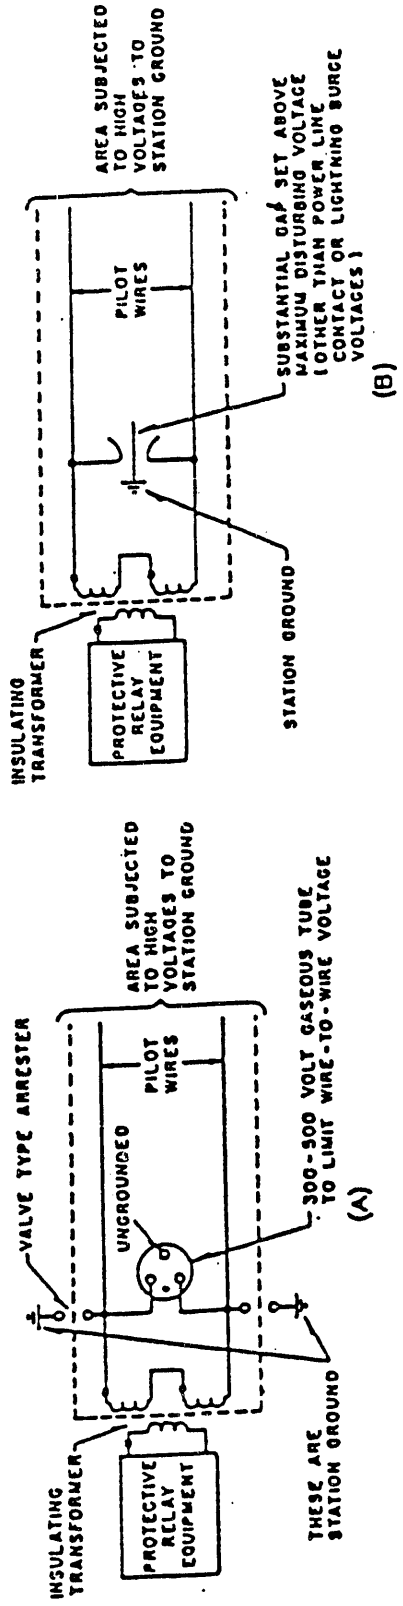 INSULATING
TRANSFORMER
VALVE TYPE ARRESTER
UNGROUNDED
PILOT
WIRES
AREA SUBJECTED
TO HIGH
VOLTAGES TO
STATION GROUND
PROTECTIVE
RELAY
EQUIPMENT
THESE ARE
STATION GROUND
300-500 VOLT GASEOUS TUBE
TO LIMIT WIRE-TO-WIRE VOLTAGE
(A)
INSULATING
TRANSFORMER
PILOT
WIRES
AREA SUBJECTED
TO HIGH
VOLTAGES TO
STATION GROUND
PROTECTIVE
RELAY
EQUIPMENT
STATION GROUND
SUBSTANTIAL GAP SET ABOVE
MAXIMUM DISTURBING VOLTAGE
(OTHER THAN POWER LINE
CONTACT OR LIGHTNING SURGE
VOLTAGES)
(B)